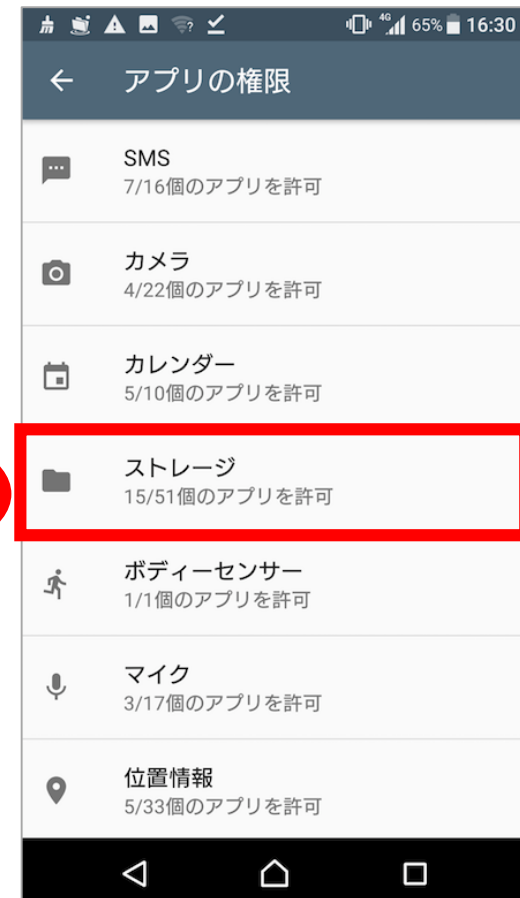 4G 65% 16:30
アプリの権限
SMS
7/16個のアプリを許可
カメラ
4/22個のアプリを許可
カレンダー
5/10個のアプリを許可
ストレージ
15/51個のアプリを許可
ボディーセンサー
1/1個のアプリを許可
マイク
3/17個のアプリを許可
位置情報
5/33個のアプリを許可